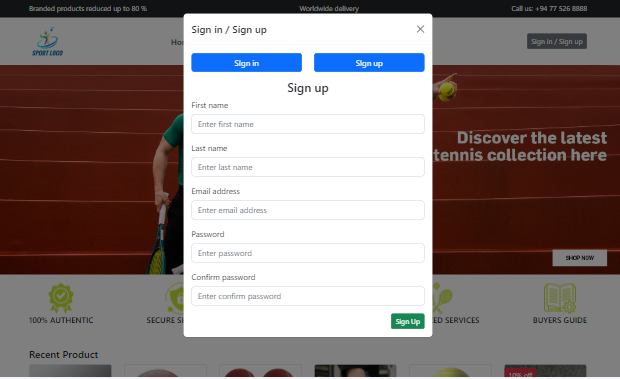 Branded products reduced up to 80 %
Worldwide delivery
Call us: +94 77 526 8888
SPORT LOGO
Sign in / Sign up
Sign in / Sign up
Sign in
Sign up
Sign up
First name
Enter first name
Last name
Enter last name
Email address
Enter email address
Password
Enter password
Confirm password
Enter confirm password
Sign Up
Discover the latest
tennis collection here
SHOP NOW
100% AUTHENTIC
SECURE
SERVICES
BUYERS GUIDE
Recent Product
10% off